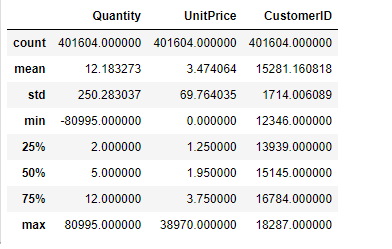 Quantity UnitPrice CustomerID
count 401604.000000 401604.000000 401604.000000
mean 12.183273 3.474064 15281.160818
std 250.283037 69.764035 1714.006089
min -80995.000000 0.000000 12346.000000
25% 2.000000 1.250000 13939.000000
50% 5.000000 1.950000 15145.000000
75% 12.000000 3.750000 16784.000000
max 80995.000000 38970.000000 18287.000000